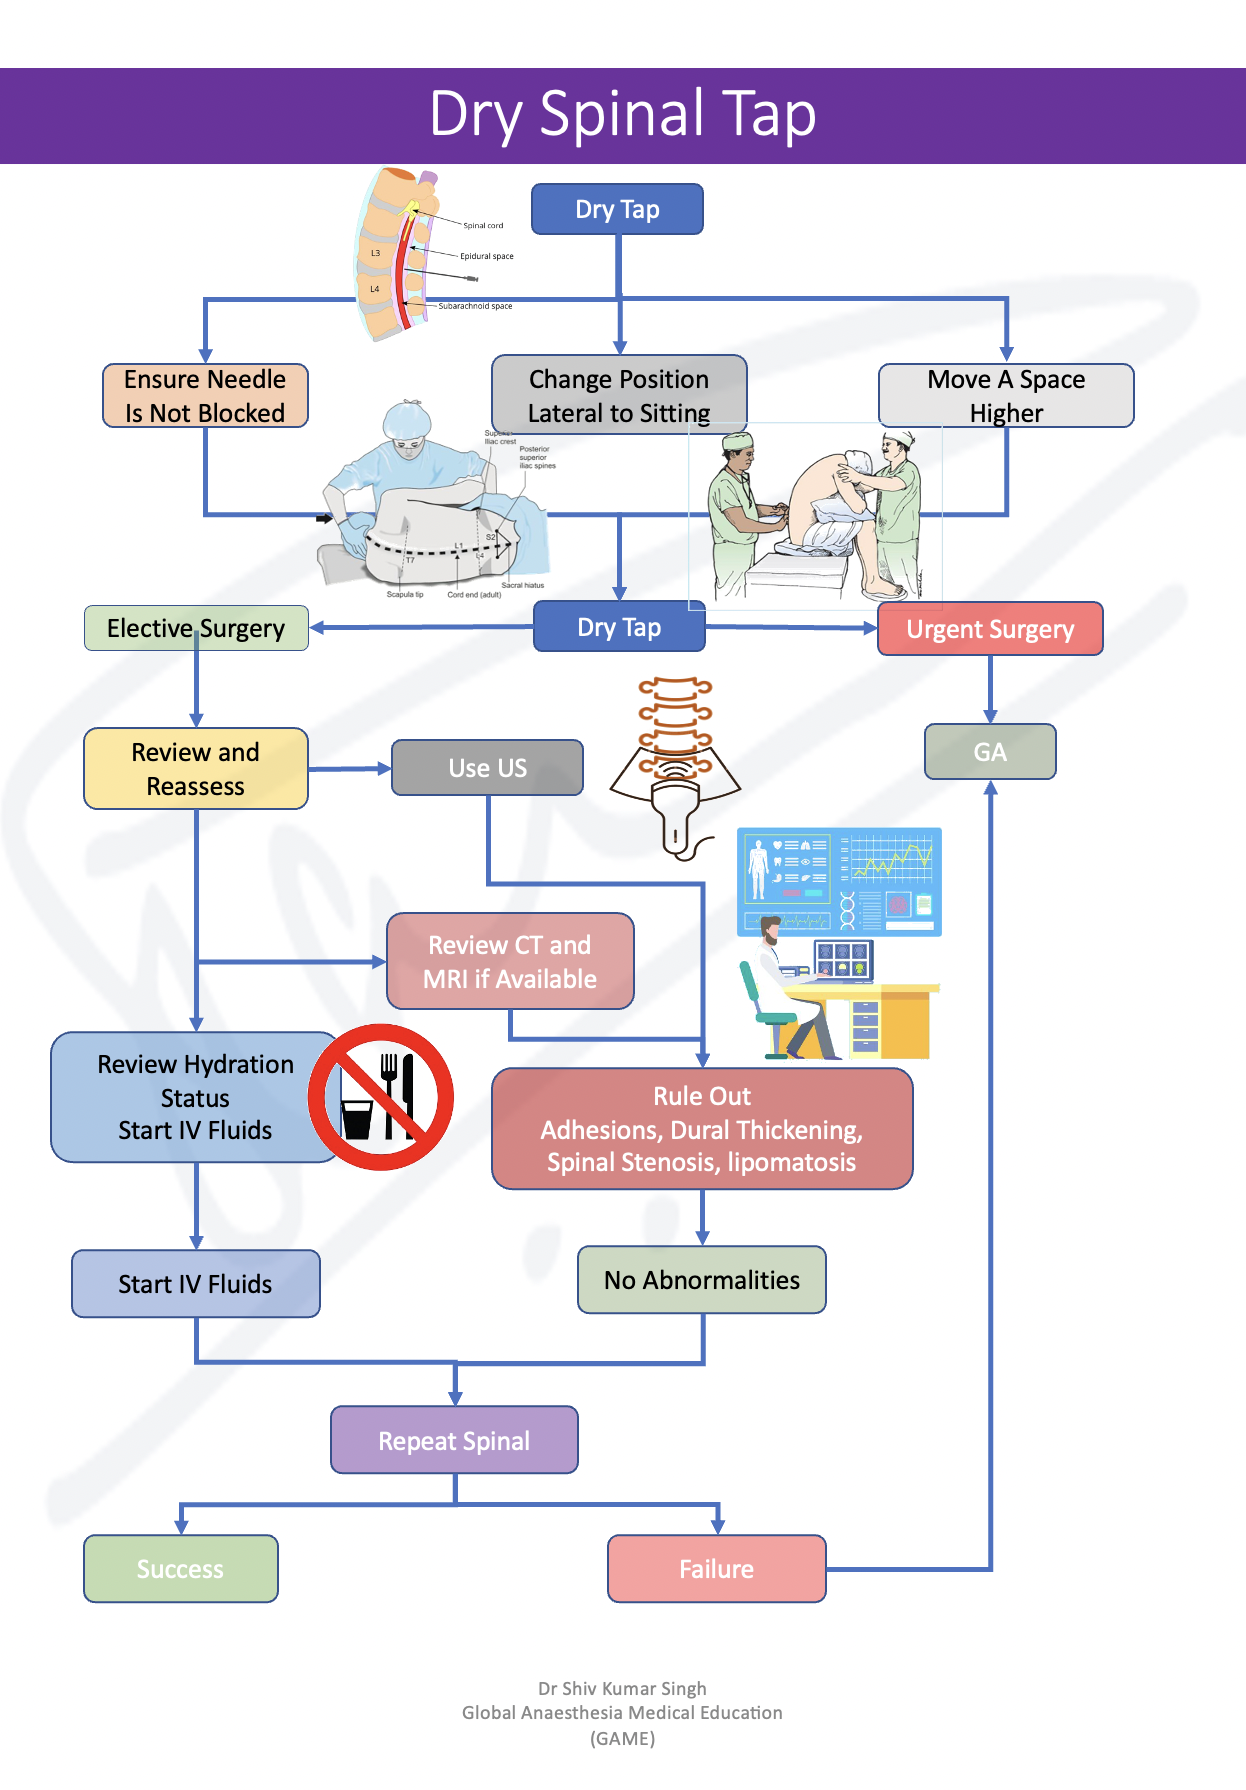 Dry Spinal Tap
Dry Tap
Spinal cord
L3
Epidural space
L4
Subarachnoid space
Ensure Needle
Is Not Blocked
Change Position
Lateral to Sitting
Move A Space
Higher
iliac crest
Posterior
superior
iliac spines
S2
L1
L4
T7
Sacral hiatus
Scapula tip
Cord end (adult)
Elective Surgery
Dry Tap
Urgent Surgery
Review and
Reassess
Use US
GA
Review CT and
MRI if Available
Review Hydration
Status
Start IV Fluids
Rule Out
Adhesions, Dural Thickening,
Spinal Stenosis, lipomatosis
Start IV Fluids
No Abnormalities
Repeat Spinal
Success
Failure
Dr Shiv Kumar Singh
Global Anaesthesia Medical Education
(GAME)